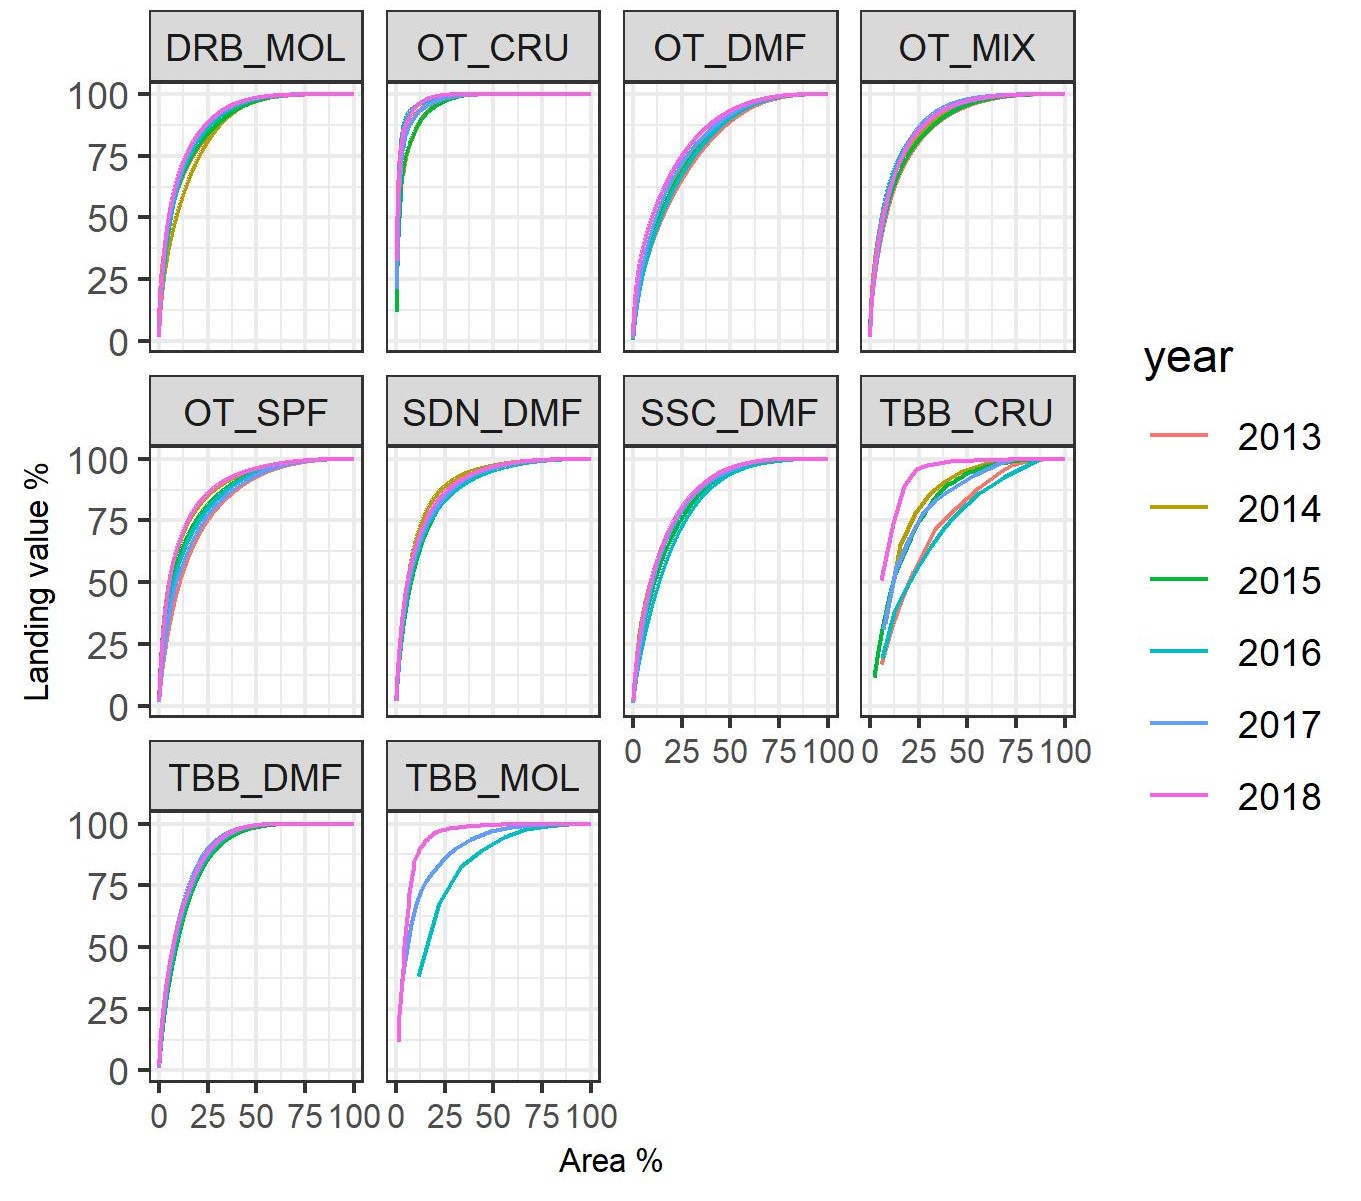 DRB_MOL OT_CRU OT_DMF OT_MIX
100
75
50
25
0
OT_SPF SDN_DMF SSC_DMF TBB_CRU
100
75
50
25
0
0 25 50 75 100 0 25 50 75 100
TBB_DMF TBB_MOL
100
75
50
25
0
0 25 50 75 100 0 25 50 75 100
Area %
Landing value %
year
2013
2014
2015
2016
2017
2018